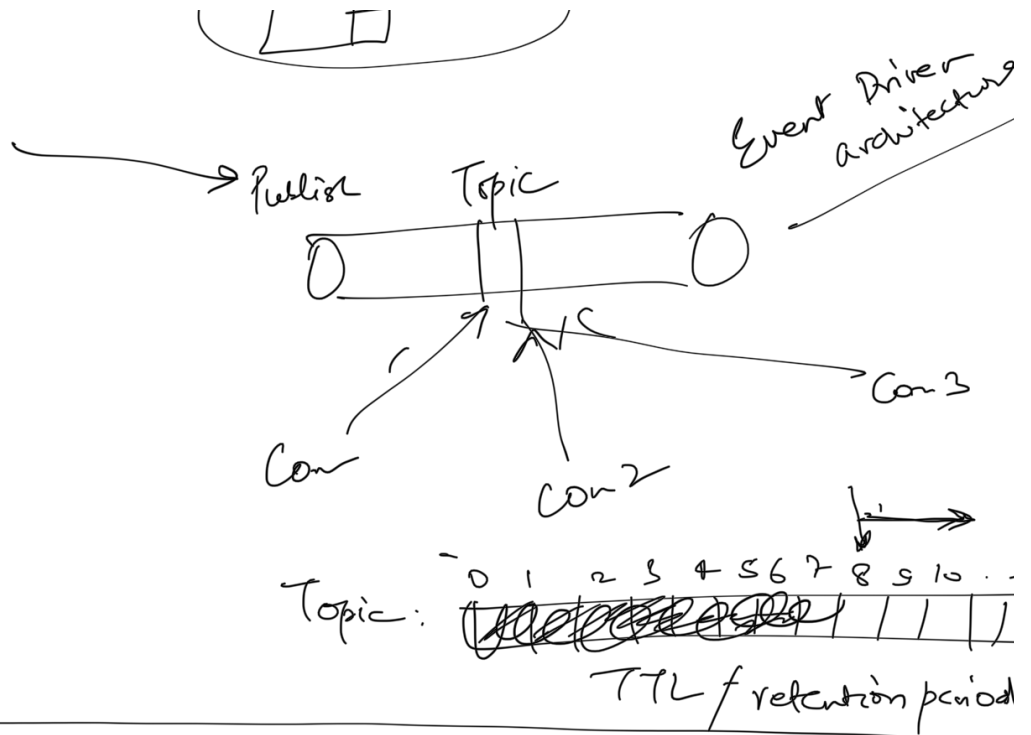 Event Driver
architecture
Publish
Topic
Con 3
Con
Con 2
0 1 2 3 4 5 6 7 8 9 10 . .
Topic:
TTL / retention period